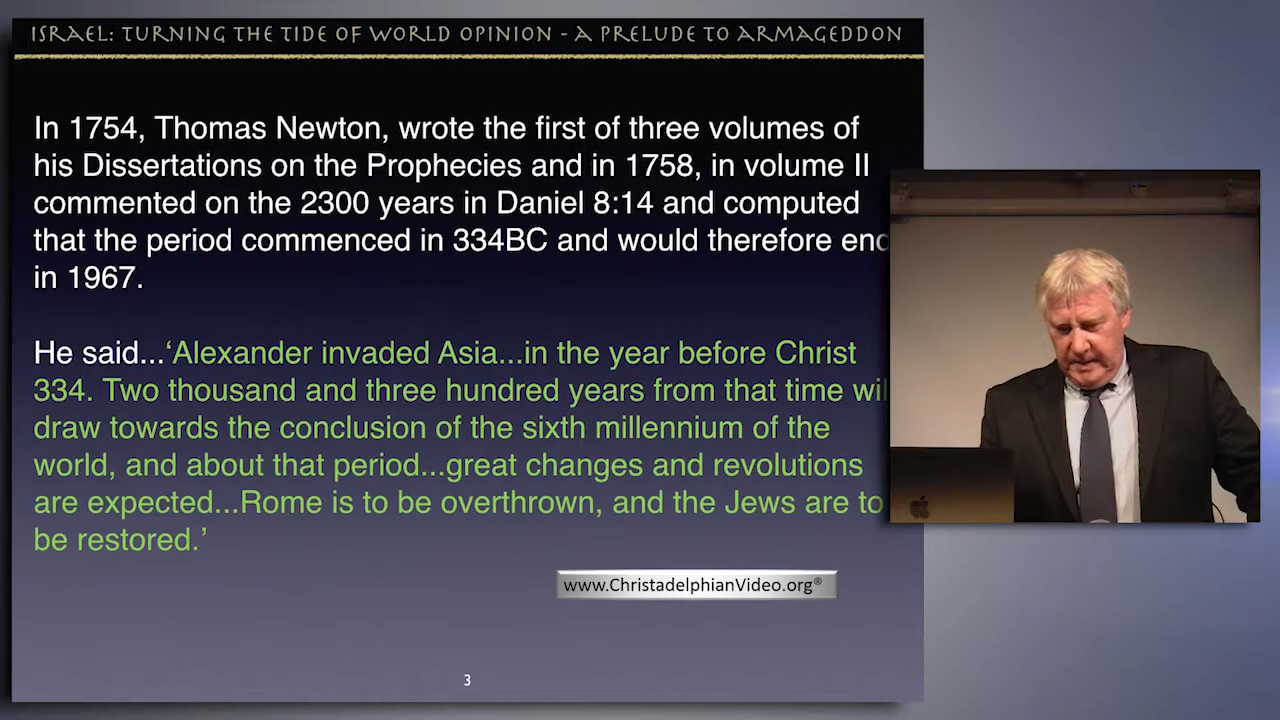 ISRAEL: TURNING THE TIDE OF WORLD OPINION - A PRELUDE TO ARMAGEDDON
In 1754, Thomas Newton, wrote the first of three volumes of
his Dissertations on the Prophecies and in 1758, in volume II
commented on the 2300 years in Daniel 8:14 and computed
that the period commenced in 334BC and would therefore end
in 1967.
He said...‘Alexander invaded Asia...in the year before Christ
334. Two thousand and three hundred years from that time wil
draw towards the conclusion of the sixth millennium of the
world, and about that period...great changes and revolutions
are expected...Rome is to be overthrown, and the Jews are to
be restored.’
www.ChristadelphianVideo.org®
3